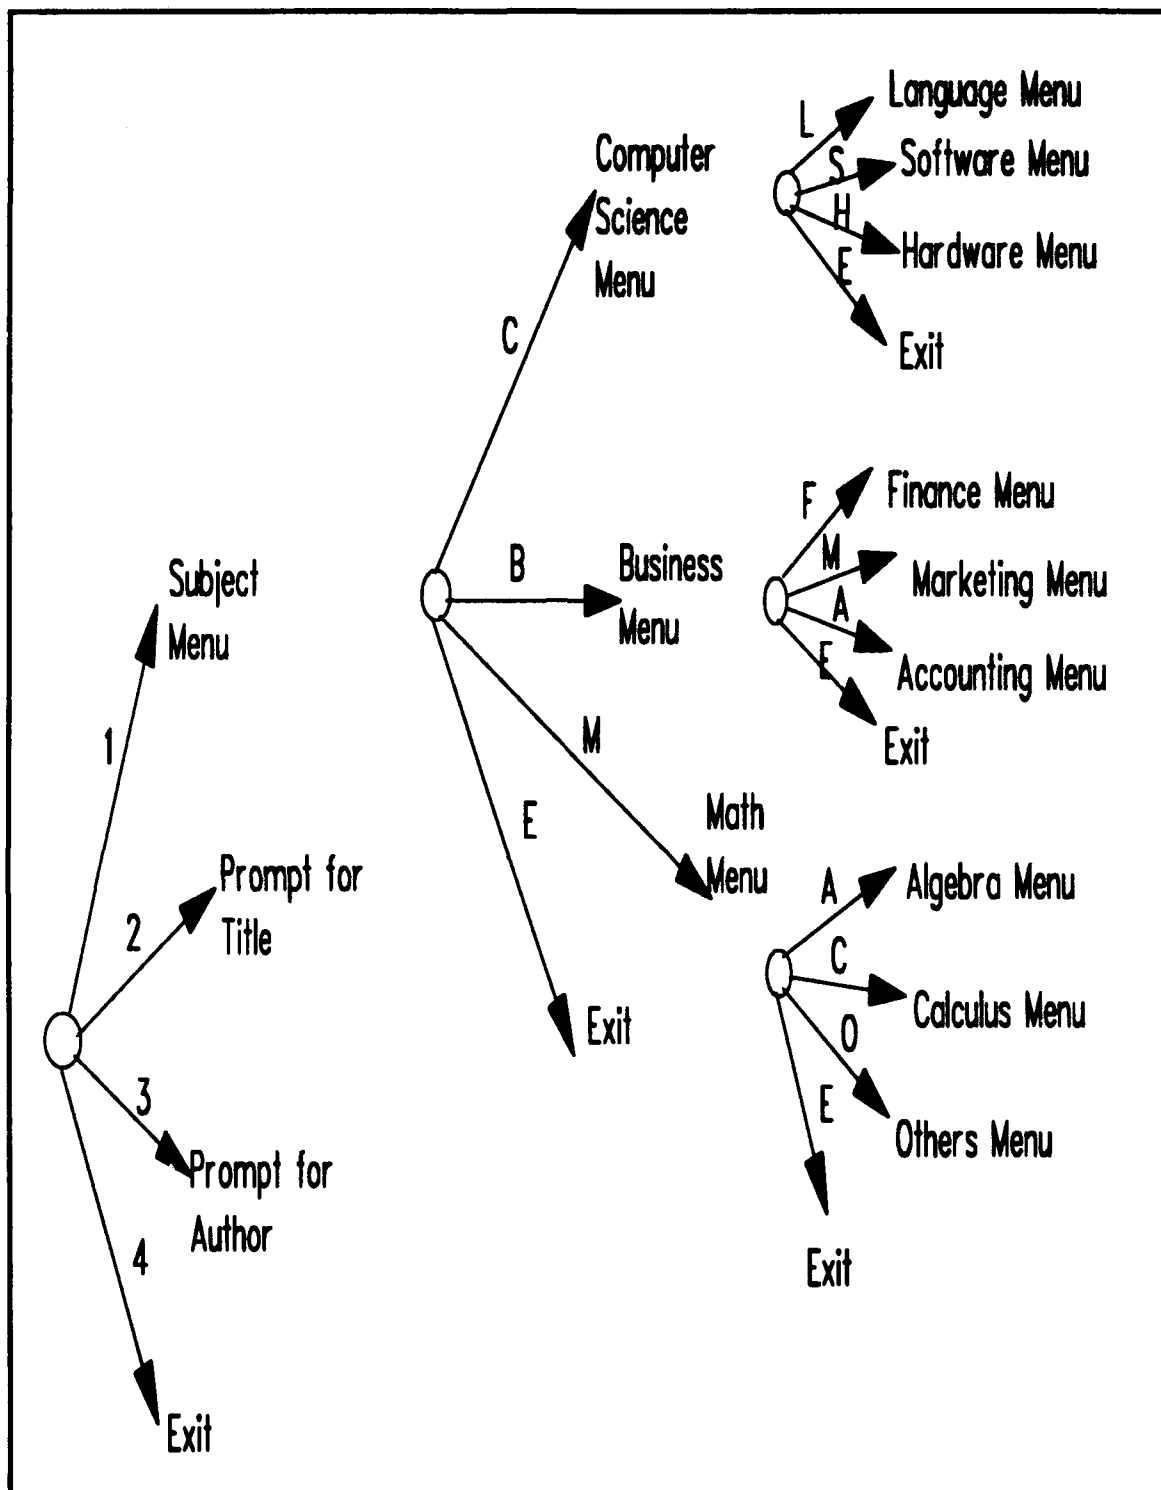 1
Subject
Menu
2
Prompt for
Title
3
Prompt for
Author
4
Exit
C
Computer
Science
Menu
B
Business
Menu
M
Math
Menu
E
Exit
L
Language Menu
S
Software Menu
H
Hardware Menu
E
Exit
F
Finance Menu
M
Marketing Menu
A
Accounting Menu
E
Exit
A
Algebra Menu
C
Calculus Menu
O
Others Menu
E
Exit